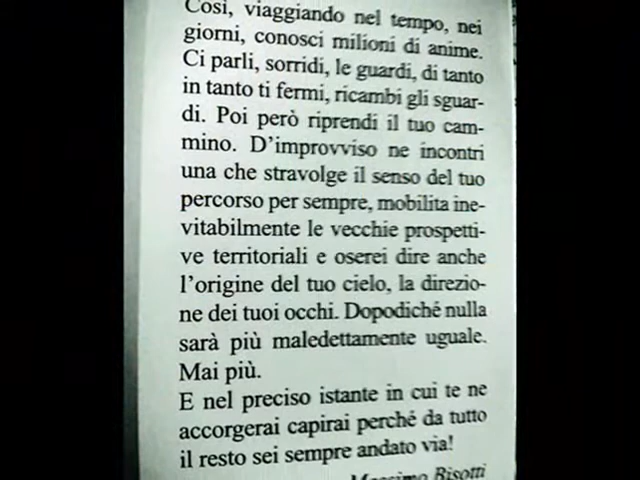 Così, viaggiando nel tempo, nei
giorni, conosci milioni di anime.
Ci parli, sorridi, le guardi, di tanto
in tanto ti fermi, ricambi gli sguar-
di. Poi però riprendi il tuo cam-
mino. D'improvviso ne incontri
una che stravolge il senso del tuo
percorso per sempre, mobilita ine-
vitabilmente le vecchie prospetti-
ve territoriali e oserei dire anche
l'origine del tuo cielo, la direzio-
ne dei tuoi occhi. Dopodiché nulla
sarà più maledettamente uguale.
Mai più.
E nel preciso istante in cui te ne
accorgerai capirai perché da tutto
il resto sei sempre andato via!
Massimo Bisotti